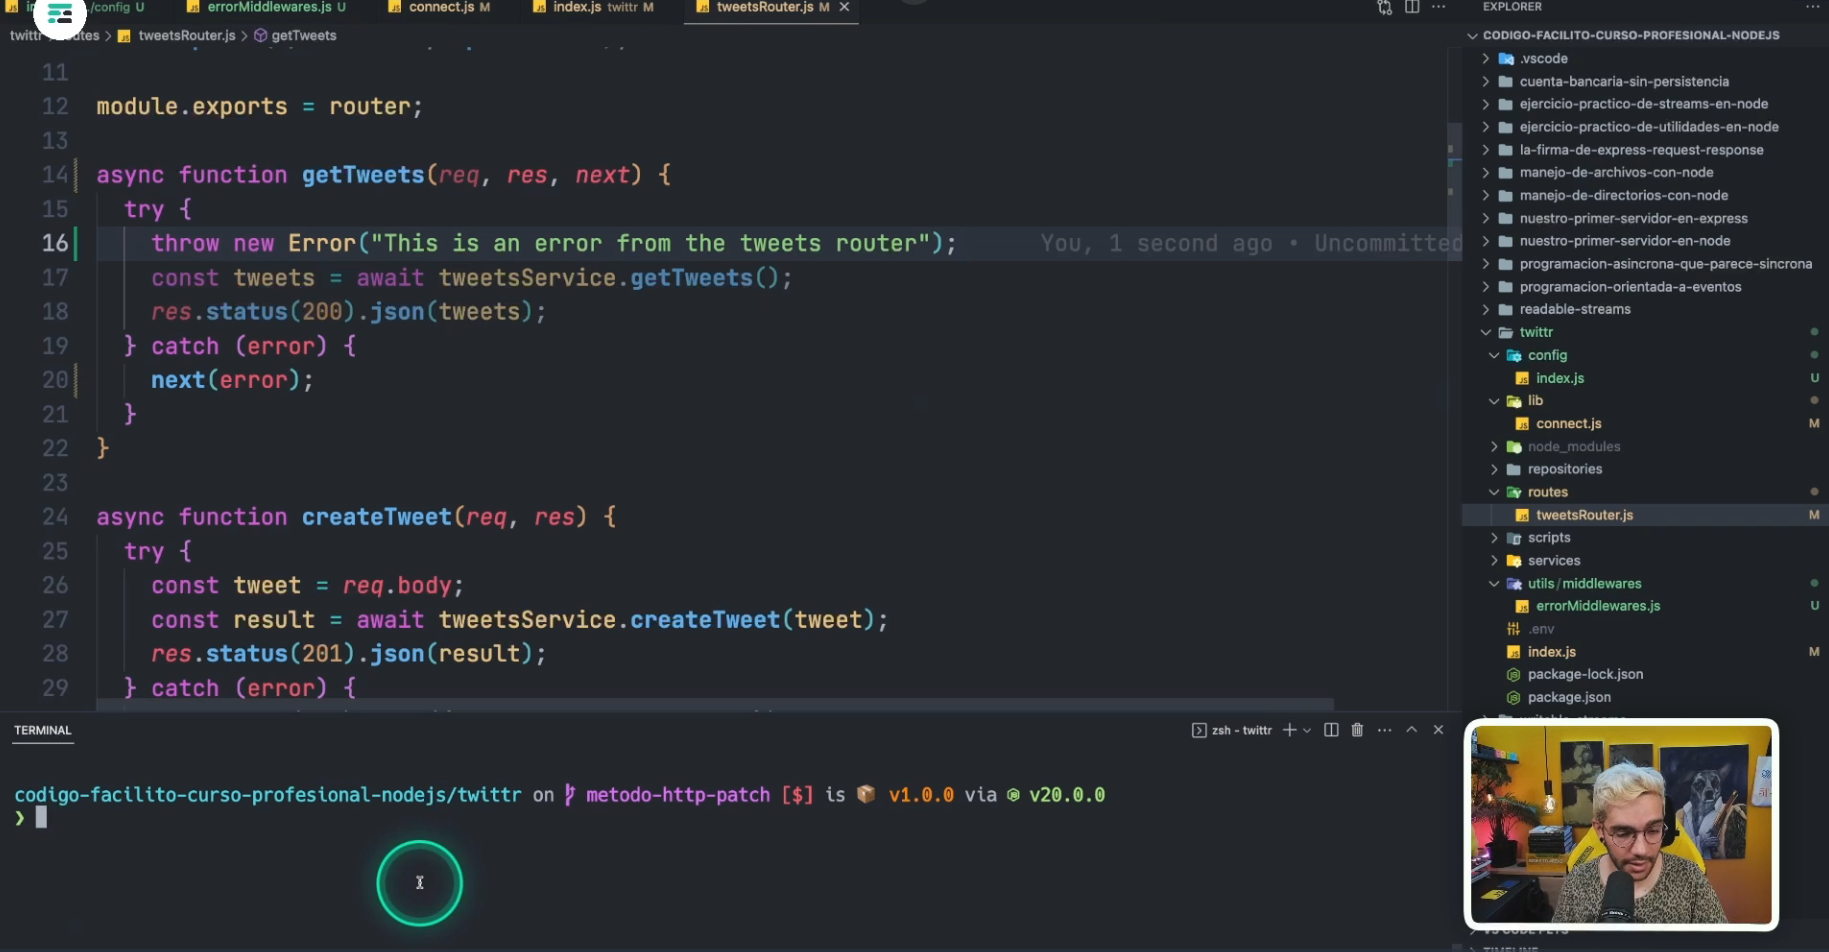 ./config U
errorMiddlewares.js U
connect.js M
index.js twittr M
tweetsRouter.js M
twittr > routes > tweetsRouter.js > getTweets
11
12 module.exports = router;
13
14 async function getTweets(req, res, next) {
15 try {
16 throw new Error("This is an error from the tweets router"); You, 1 second ago • Uncommitted
17 const tweets = await tweetsService.getTweets();
18 res.status(200).json(tweets);
19 } catch (error) {
20 next(error);
21 }
22 }
23
24 async function createTweet(req, res) {
25 try {
26 const tweet = req.body;
27 const result = await tweetsService.createTweet(tweet);
28 res.status(201).json(result);
29 } catch (error) {
TERMINAL
zsh - twittr
codigo-facilito-curso-profesional-nodejs/twittr on metodo-http-patch [$] is v1.0.0 via v20.0.0
❯
EXPLORER
CODIGO-FACILITO-CURSO-PROFESIONAL-NODEJS
.vscode
cuenta-bancaria-sin-persistencia
ejercicio-practico-de-streams-en-node
ejercicio-practico-de-utilidades-en-node
la-firma-de-express-request-response
manejo-de-archivos-con-node
manejo-de-directorios-con-node
nuestro-primer-servidor-en-express
nuestro-primer-servidor-en-node
programacion-asincrona-que-parece-sincrona
programacion-orientada-a-eventos
readable-streams
twittr
config
index.js U
lib
connect.js M
node_modules
repositories
routes
tweetsRouter.js M
scripts
services
utils/middlewares
errorMiddlewares.js U
.env
index.js M
package-lock.json
package.json
writable-streams
VS CODE PETS
TIMELINE